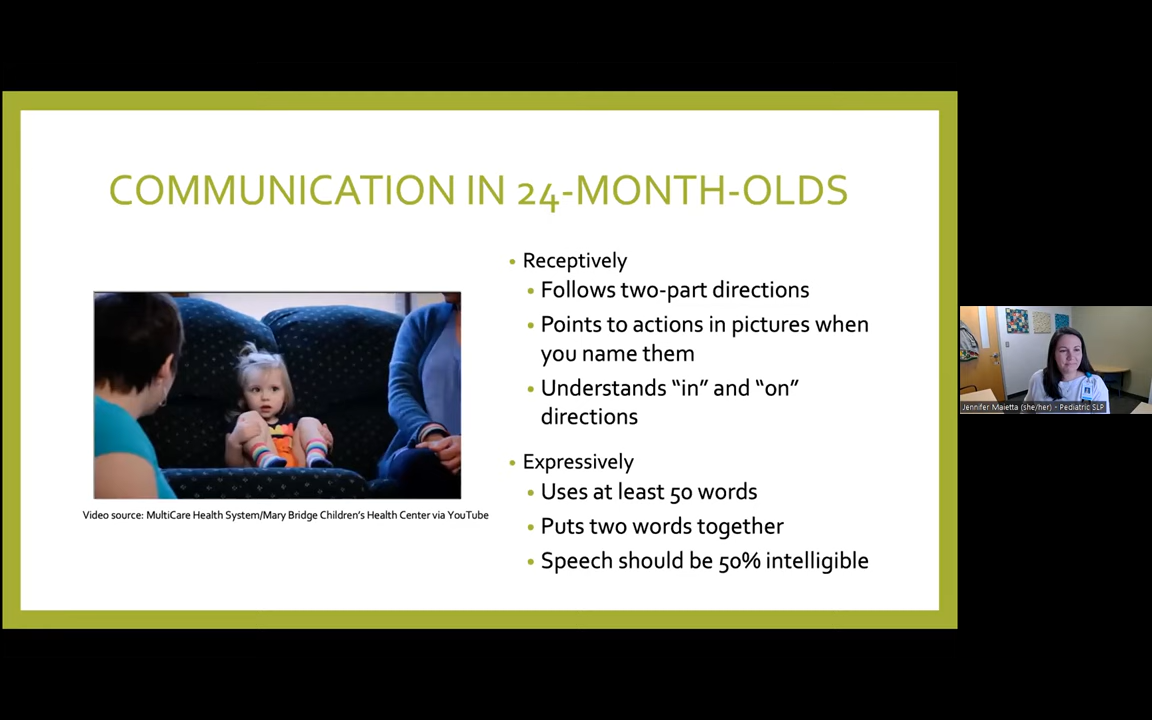 COMMUNICATION IN 24-MONTH-OLDS
• Receptively
• Follows two-part directions
• Points to actions in pictures when
you name them
• Understands “in” and “on”
directions
• Expressively
• Uses at least 50 words
• Puts two words together
• Speech should be 50% intelligible
Video source: MultiCare Health System/Mary Bridge Children’s Health Center via YouTube
Jennifer Maietta (she/her) - Pediatric SLP